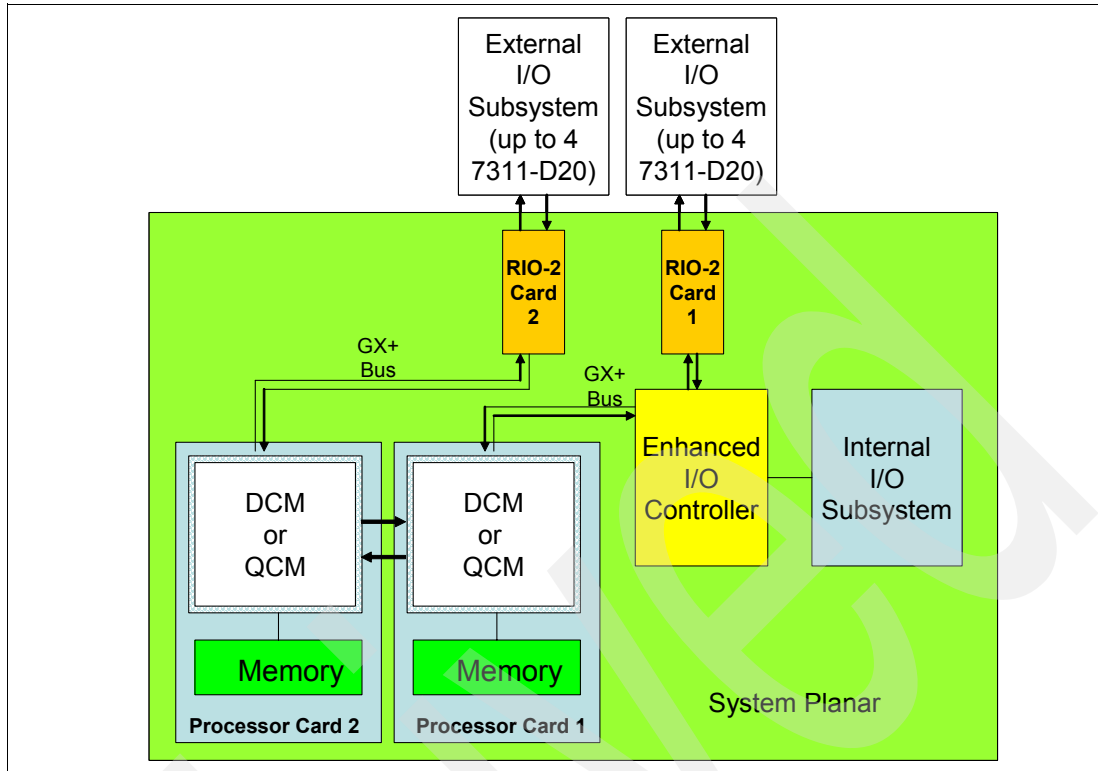 External
I/O
Subsystem
(up to 4
7311-D20)
External
I/O
Subsystem
(up to 4
7311-D20)
RIO-2
Card
2
RIO-2
Card
1
GX+
Bus
GX+
Bus
DCM
or
QCM
DCM
or
QCM
Enhanced
I/O
Controller
Internal
I/O
Subsystem
Memory
Memory
Processor Card 2
Processor Card 1
System Planar